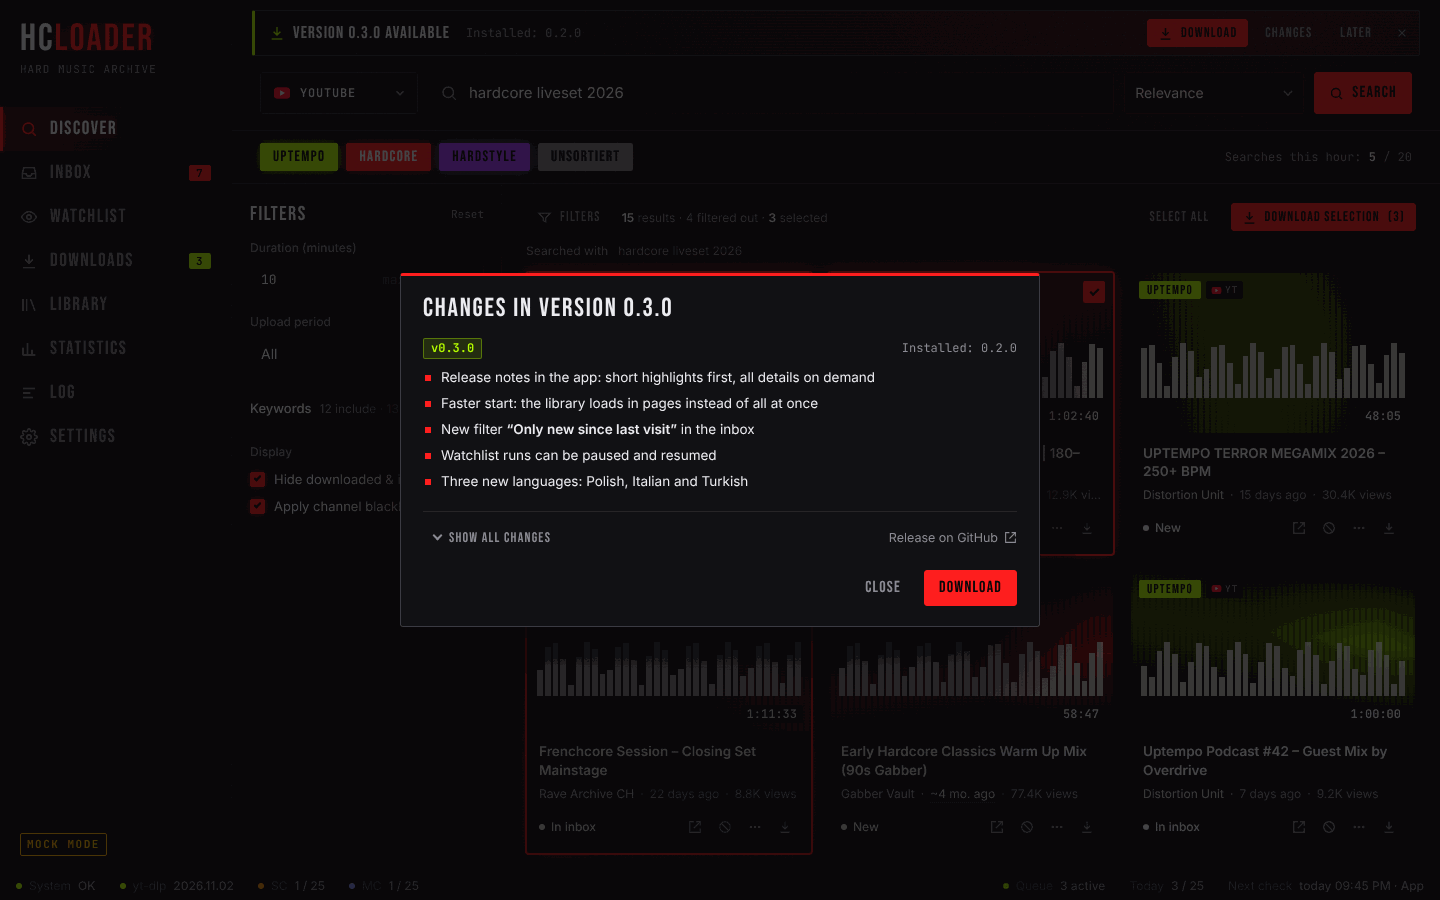 HCLOADER
HARD MUSIC ARCHIVE
DISCOVER
INBOX 7
WATCHLIST
DOWNLOADS 3
LIBRARY
STATISTICS
LOG
SETTINGS
MOCK MODE
VERSION 0.3.0 AVAILABLE Installed: 0.2.0 DOWNLOAD CHANGES LATER ×
YOUTUBE hardcore liveset 2026 Relevance SEARCH
UPTEMPO HARDCORE HARDSTYLE UNSORTIERT Searches this hour: 5 / 20
FILTERS Reset
Duration (minutes)
10
Upload period
All
Keywords 12 include
Display
Hide downloaded &
Apply channel
FILTERS 15 results · 4 filtered out · 3 selected SELECT ALL DOWNLOAD SELECTION (3)
Searched with hardcore liveset 2026
CHANGES IN VERSION 0.3.0
v0.3.0 Installed: 0.2.0
Release notes in the app: short highlights first, all details on demand
Faster start: the library loads in pages instead of all at once
New filter “Only new since last visit” in the inbox
Watchlist runs can be paused and resumed
Three new languages: Polish, Italian and Turkish
SHOW ALL CHANGES Release on GitHub
CLOSE DOWNLOAD
1:02:40
| 180–
12.9K vi...
UPTEMPO YT
48:05
UPTEMPO TERROR MEGAMIX 2026 –
250+ BPM
Distortion Unit · 15 days ago · 30.4K views
New
1:11:33
Frenchcore Session – Closing Set
Mainstage
Rave Archive CH · 22 days ago · 8.8K views
In inbox
58:47
Early Hardcore Classics Warm Up Mix
(90s Gabber)
Gabber Vault · ~4 mo. ago · 77.4K views
New
UPTEMPO YT
1:00:00
Uptempo Podcast #42 – Guest Mix by
Overdrive
Distortion Unit · 7 days ago · 9.2K views
In inbox
System OK yt-dlp 2026.11.02 SC 1 / 25 MC 1 / 25 Queue 3 active Today 3 / 25 Next check today 09:45 PM · App